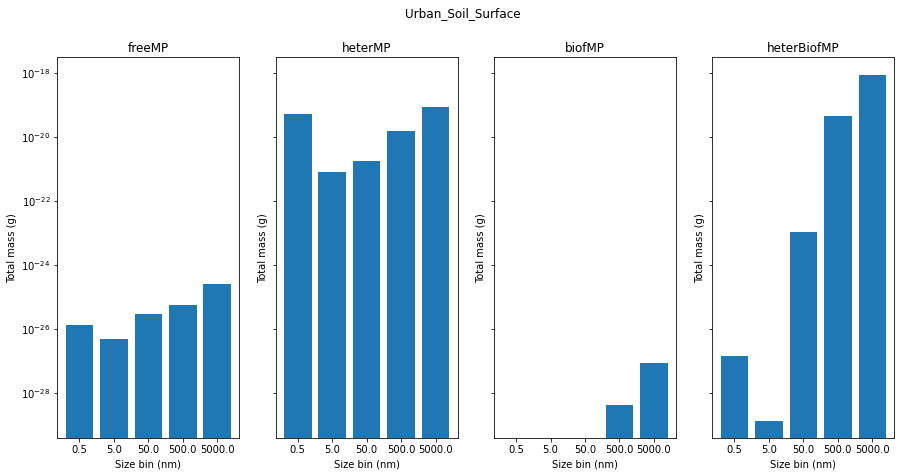 Urban_Soil_Surface
freeMP
heterMP
biofMP
heterBiofMP
10⁻¹⁸
10⁻²⁰
10⁻²²
10⁻²⁴
10⁻²⁶
10⁻²⁸
Total mass (g)
Total mass (g)
Total mass (g)
Total mass (g)
0.5 5.0 50.0 500.0 5000.0
0.5 5.0 50.0 500.0 5000.0
0.5 5.0 50.0 500.0 5000.0
0.5 5.0 50.0 500.0 5000.0
Size bin (nm)
Size bin (nm)
Size bin (nm)
Size bin (nm)